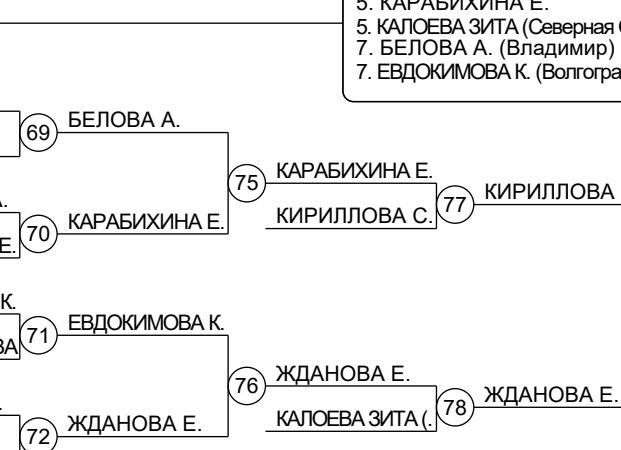 5. КАРАБИХИНА Е.
5. КАЛОЕВА ЗИТА (Северная
7. БЕЛОВА А. (Владимир)
7. ЕВДОКИМОВА К. (Волгогра
69 БЕЛОВА А.
75 КАРАБИХИНА Е.
77 КИРИЛЛОВА
КИРИЛЛОВА С.
70 КАРАБИХИНА Е.
Е.
К.
71 ЕВДОКИМОВА К.
ВА
76 ЖДАНОВА Е.
78 ЖДАНОВА Е.
КАЛОЕВА ЗИТА (.
72 ЖДАНОВА Е.